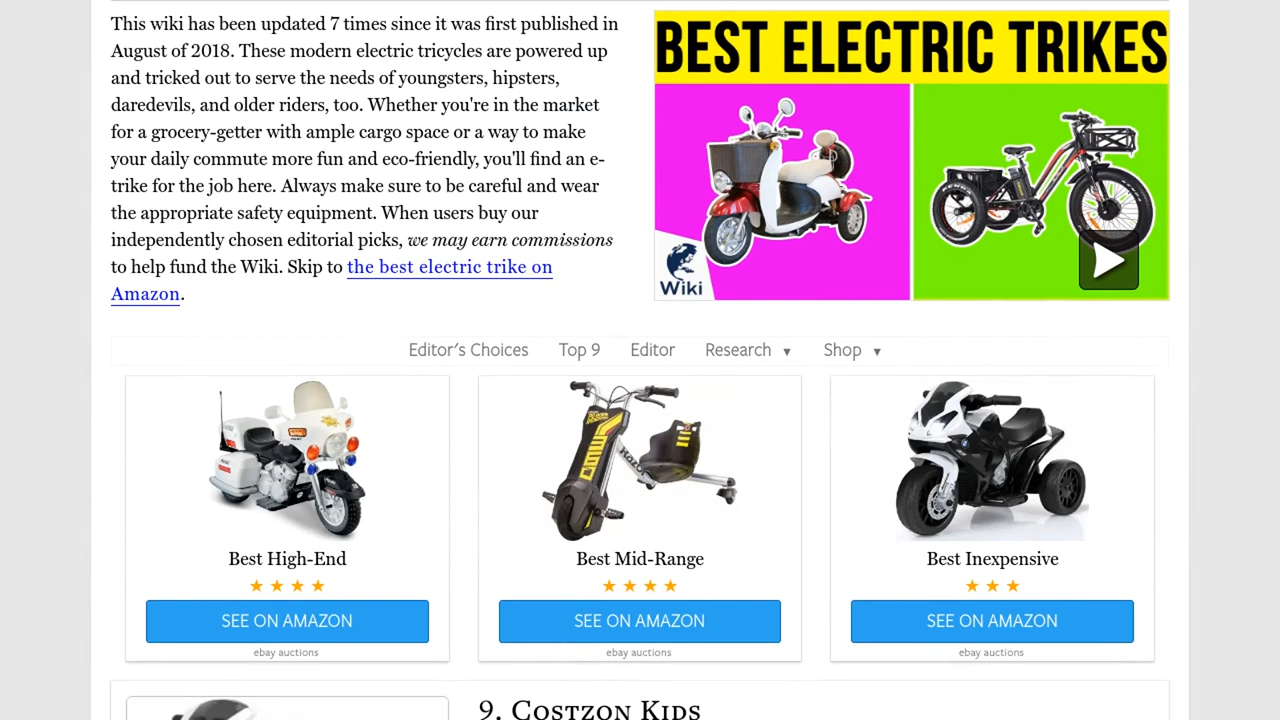 This wiki has been updated 7 times since it was first published in
August of 2018. These modern electric tricycles are powered up
and tricked out to serve the needs of youngsters, hipsters,
daredevils, and older riders, too. Whether you're in the market
for a grocery-getter with ample cargo space or a way to make
your daily commute more fun and eco-friendly, you'll find an e-
trike for the job here. Always make sure to be careful and wear
the appropriate safety equipment. When users buy our
independently chosen editorial picks, we may earn commissions
to help fund the Wiki. Skip to the best electric trike on
Amazon.
BEST ELECTRIC TRIKES
Wiki
Editor's Choices Top 9 Editor Research ▼ Shop ▼
Best High-End
SEE ON AMAZON
ebay auctions
Best Mid-Range
SEE ON AMAZON
ebay auctions
Best Inexpensive
SEE ON AMAZON
ebay auctions
9. Costzon Kids